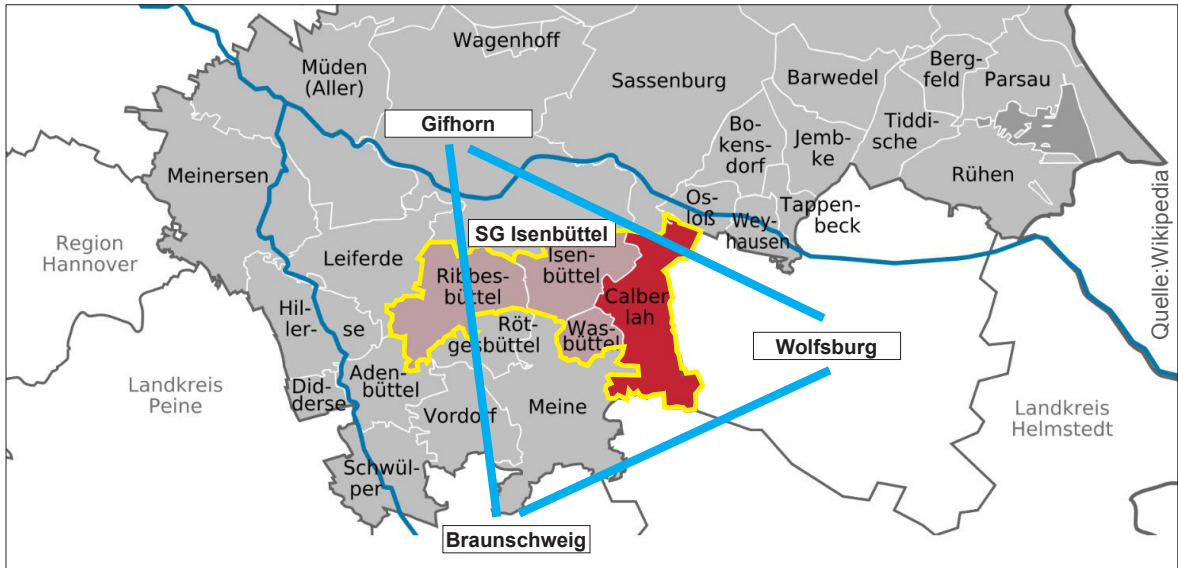 Wagenhoff
Müden
(Aller)
Sassenburg
Barwedel
Berg-
feld
Parsau
Gifhorn
Bo-
kens-
dorf
Jemb-
ke
Tiddi-
sche
Meinersen
Rühen
Os-
loß
Wey-
hausen
Tappen-
beck
SG Isenbüttel
Region
Hannover
Leiferde
Isen-
büttel
Ribbes-
büttel
Calber
lah
Hil-
ler-
se
Röt-
gesbüttel
Was-
büttel
Wolfsburg
Landkreis
Peine
Did-
derse
Aden-
büttel
Vordorf
Meine
Landkreis
Helmstedt
Schwül-
per
Braunschweig
Quelle:Wikipedia